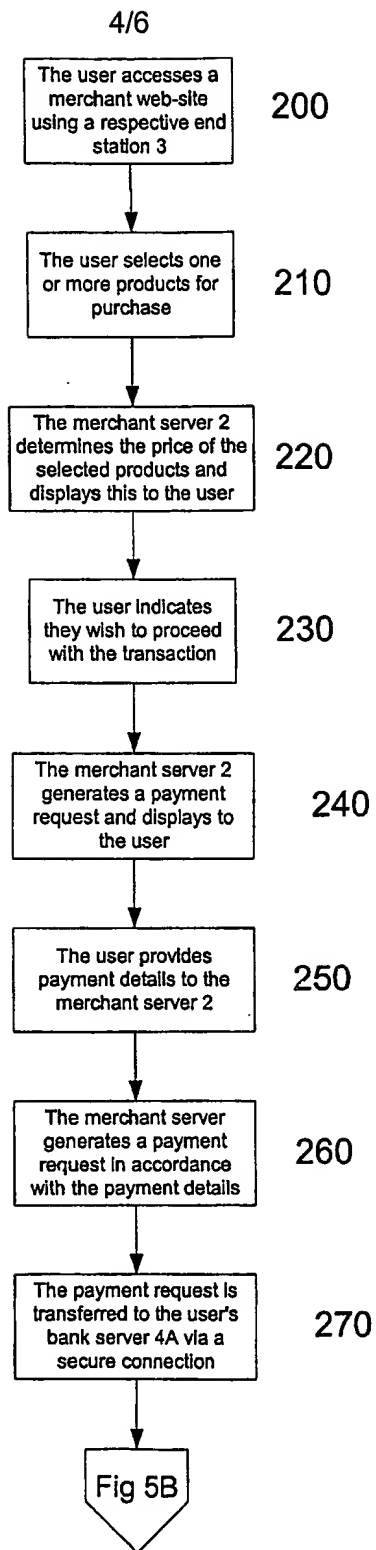 4/6
The user accesses a
merchant web-site
using a respective end
station 3
200
The user selects one
or more products for
purchase
210
The merchant server 2
determines the price of the
selected products and
displays this to the user
220
The user indicates
they wish to proceed
with the transaction
230
The merchant server 2
generates a payment
request and displays to
the user
240
The user provides
payment details to the
merchant server 2
250
The merchant server
generates a payment
request in accordance
with the payment details
260
The payment request is
transferred to the user's
bank server 4A via a
secure connection
270
Fig 5B